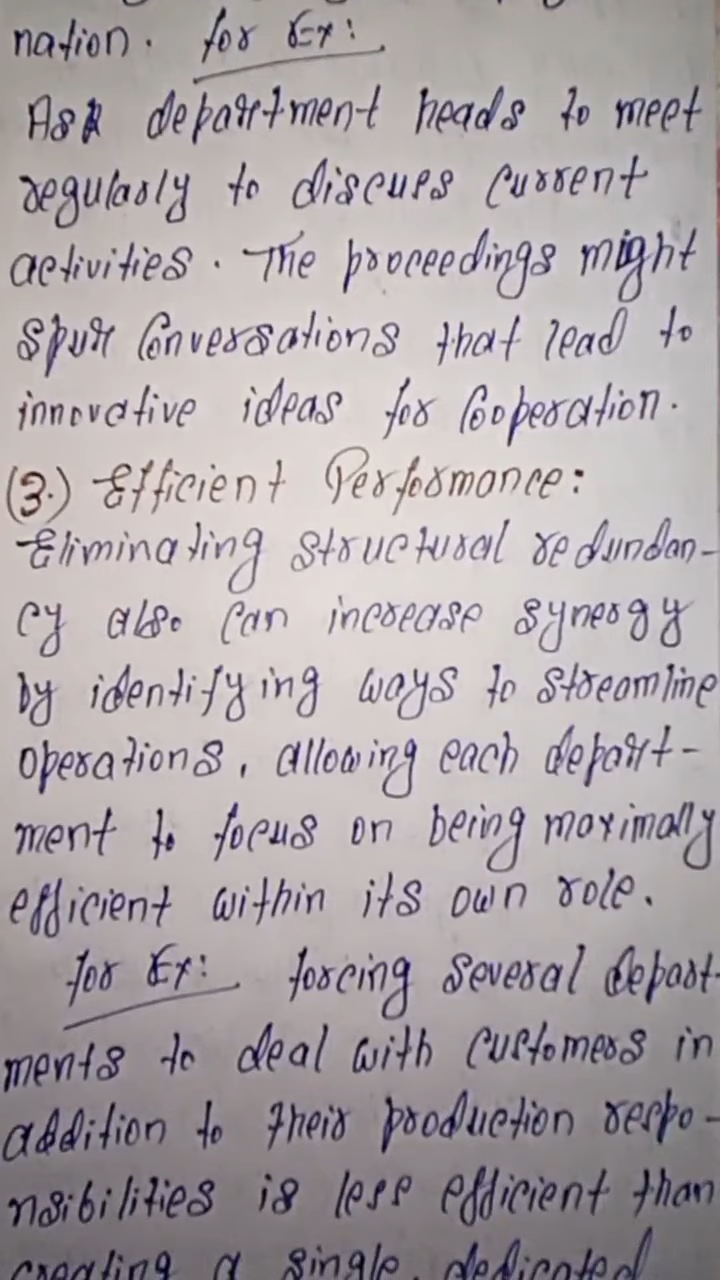 nation. for Ex:
Ask department heads to meet
regularly to discuss current
activities. The proceedings might
spur Conversations that lead to
innovative ideas for Cooperation.
(3.) Efficient Performance:
Eliminating structural redundan-
cy also can increase synergy
by identifying ways to streamline
operations, allowing each depart-
ment to focus on being maximally
efficient within its own role.
for Ex: forcing several depart-
ments to deal with customers in
addition to their production respo-
nsibilities is less efficient than
creating a single, dedicated